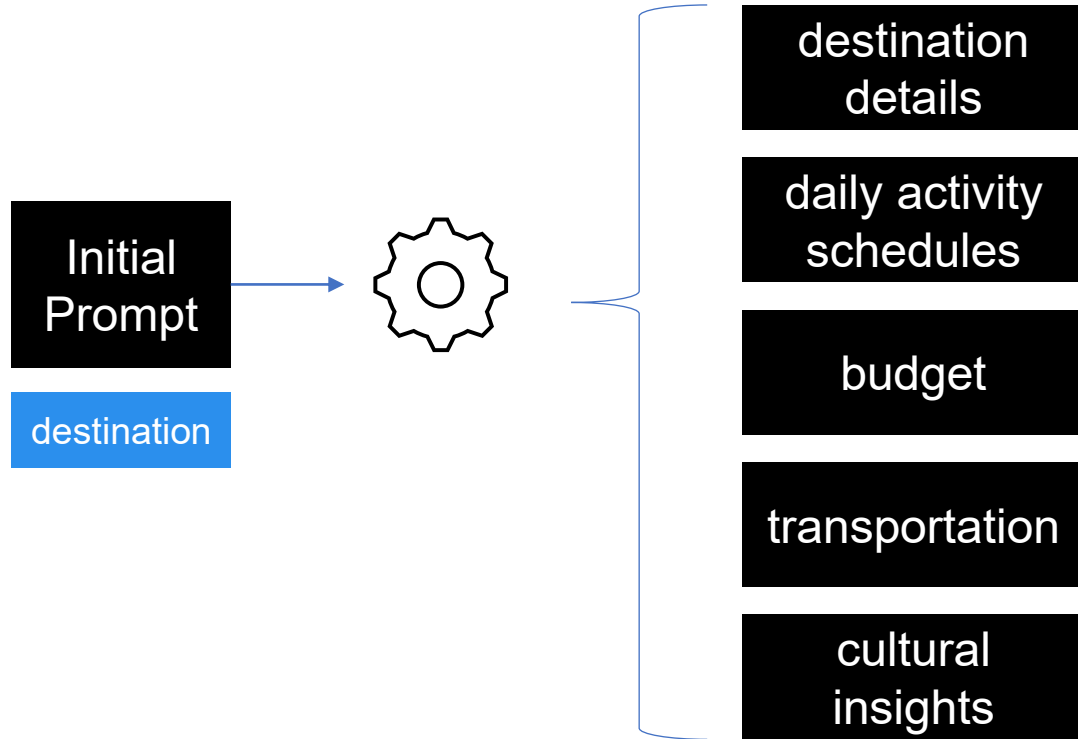 Initial
Prompt
destination
destination
details
daily activity
schedules
budget
transportation
cultural
insights